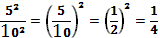 5²/10² = (5/10)² = (1/2)² = 1/4